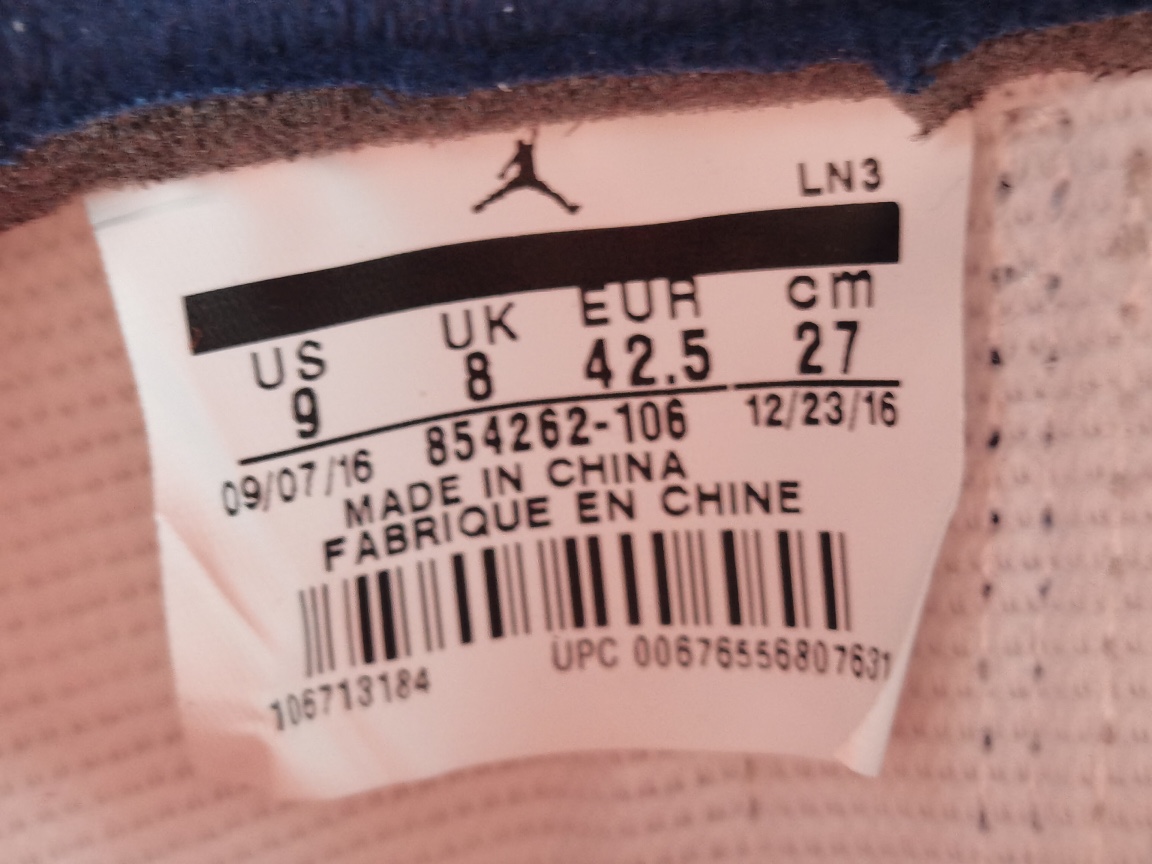 LN3
US UK EUR cm
9 8 42.5 27
09/07/16 854262-106 12/23/16
MADE IN CHINA
FABRIQUE EN CHINE
106713184 UPC 00676556807631